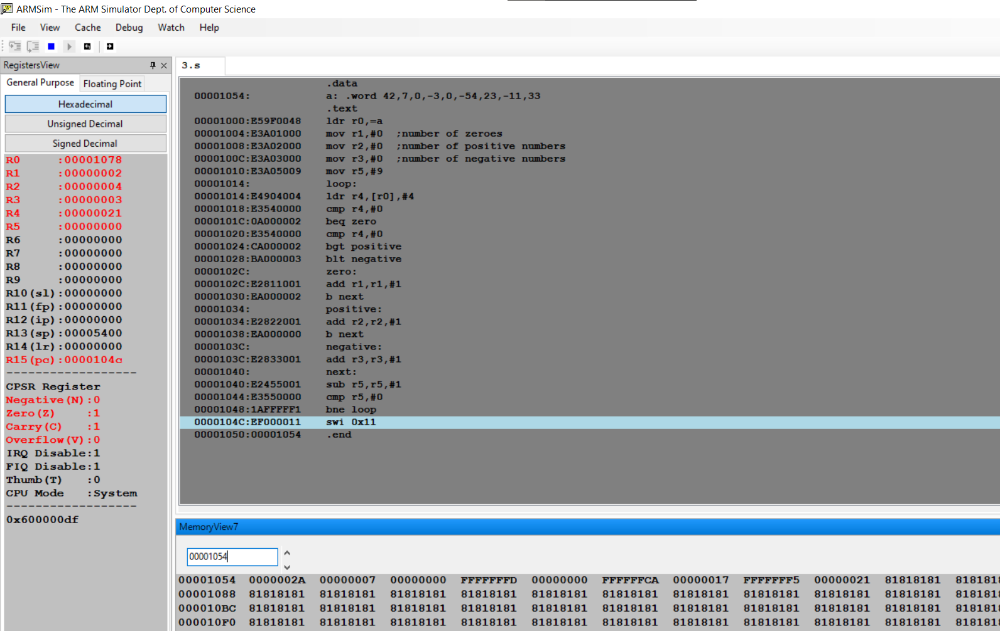 ARMSim - The ARM Simulator Dept. of Computer Science
File View Cache Debug Watch Help
RegistersView
General Purpose Floating Point
Hexadecimal
Unsigned Decimal
Signed Decimal
R0 :00001078
R1 :00000002
R2 :00000004
R3 :00000003
R4 :00000021
R5 :00000000
R6 :00000000
R7 :00000000
R8 :00000000
R9 :00000000
R10(sl):00000000
R11(fp):00000000
R12(ip):00000000
R13(sp):00005400
R14(lr):00000000
R15(pc):0000104c
------------------
CPSR Register
Negative(N):0
Zero(Z) :1
Carry(C) :1
Overflow(V):0
IRQ Disable:1
FIQ Disable:1
Thumb(T) :0
CPU Mode :System
------------------
0x600000df
3.s
.data
00001054: a: .word 42,7,0,-3,0,-54,23,-11,33
.text
00001000:E59F0048 ldr r0,=a
00001004:E3A01000 mov r1,#0 ;number of zeroes
00001008:E3A02000 mov r2,#0 ;number of positive numbers
0000100C:E3A03000 mov r3,#0 ;number of negative numbers
00001010:E3A05009 mov r5,#9
00001014: loop:
00001014:E4904004 ldr r4,[r0],#4
00001018:E3540000 cmp r4,#0
0000101C:0A000002 beq zero
00001020:E3540000 cmp r4,#0
00001024:CA000002 bgt positive
00001028:BA000003 blt negative
0000102C: zero:
0000102C:E2811001 add r1,r1,#1
00001030:EA000002 b next
00001034: positive:
00001034:E2822001 add r2,r2,#1
00001038:EA000000 b next
0000103C: negative:
0000103C:E2833001 add r3,r3,#1
00001040: next:
00001040:E2455001 sub r5,r5,#1
00001044:E3550000 cmp r5,#0
00001048:1AFFFFF1 bne loop
0000104C:EF000011 swi 0x11
00001050:00001054 .end
MemoryView7
00001054
00001054 0000002A 00000007 00000000 FFFFFFFD 00000000 FFFFFFCA 00000017 FFFFFFF5 00000021 81818181 818181
00001088 81818181 81818181 81818181 81818181 81818181 81818181 81818181 81818181 81818181 81818181 818181
000010BC 81818181 81818181 81818181 81818181 81818181 81818181 81818181 81818181 81818181 81818181 818181
000010F0 81818181 81818181 81818181 81818181 81818181 81818181 81818181 81818181 81818181 81818181 818181